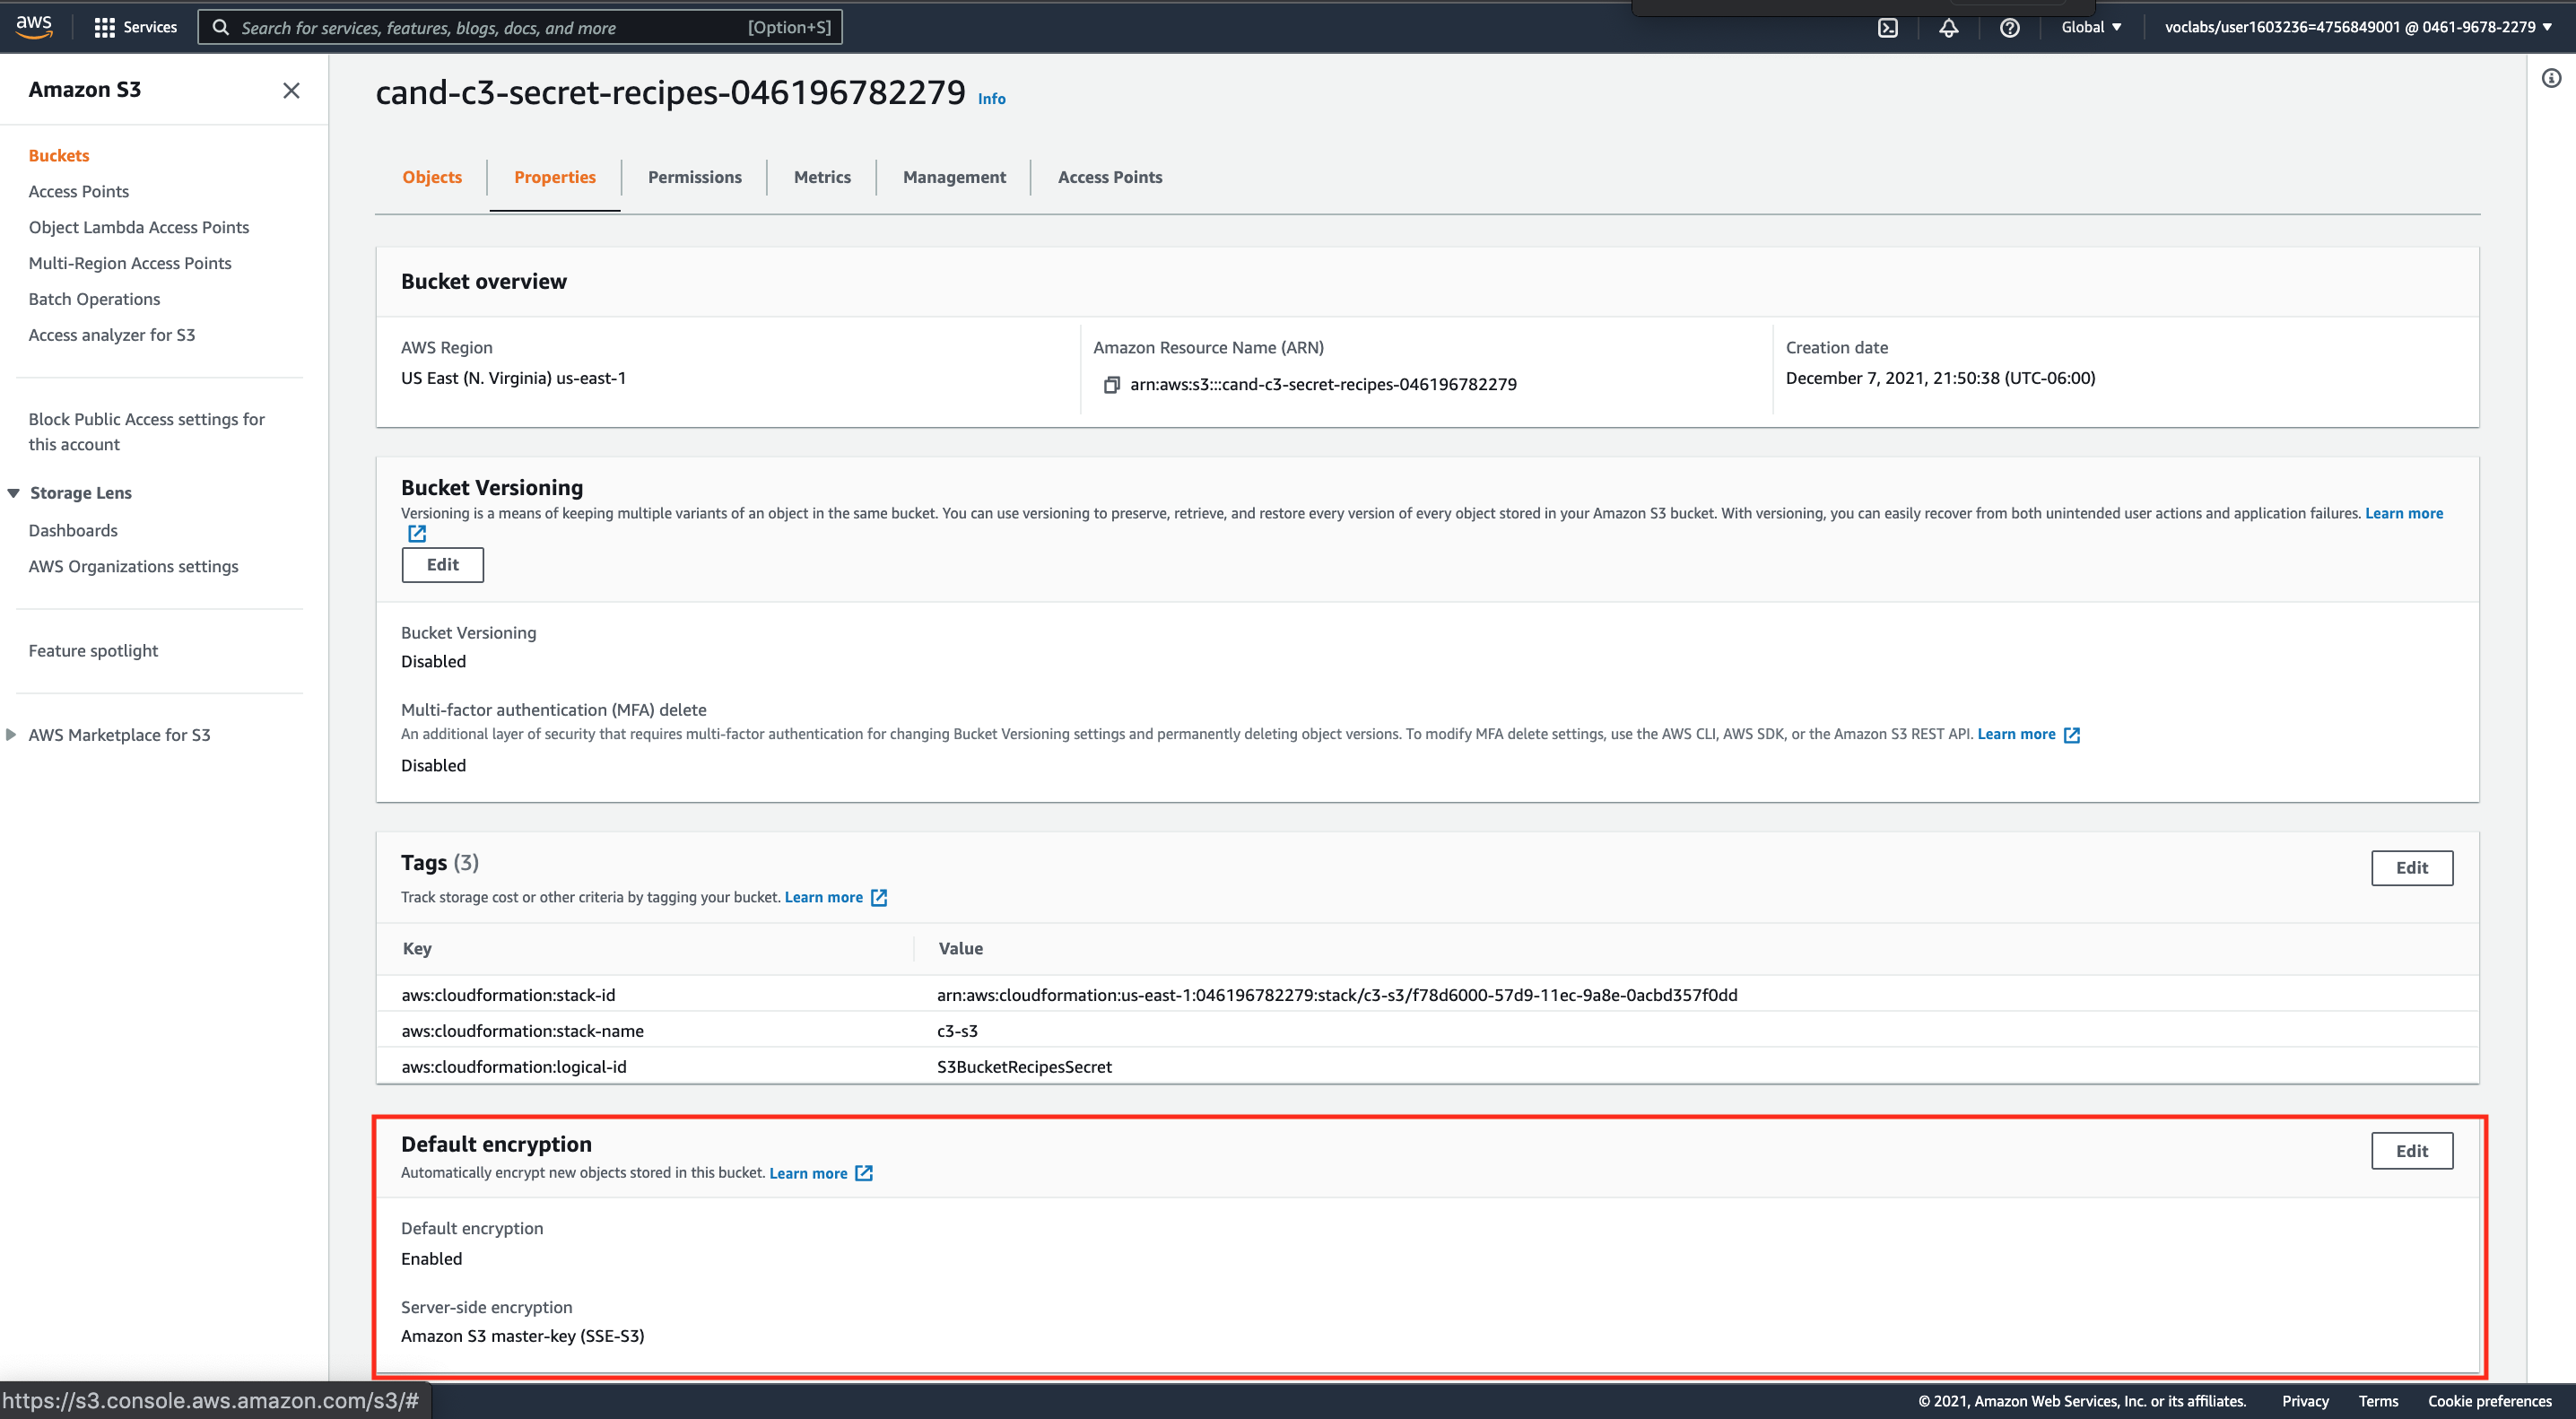 aws
Services
Search for services, features, blogs, docs, and more
[Option+S]
Global
voclabs/user1603236=4756849001 @ 0461-9678-2279
Amazon S3
Buckets
Access Points
Object Lambda Access Points
Multi-Region Access Points
Batch Operations
Access analyzer for S3
Block Public Access settings for
this account
Storage Lens
Dashboards
AWS Organizations settings
Feature spotlight
AWS Marketplace for S3
cand-c3-secret-recipes-046196782279 Info
Objects
Properties
Permissions
Metrics
Management
Access Points
Bucket overview
AWS Region
US East (N. Virginia) us-east-1
Amazon Resource Name (ARN)
arn:aws:s3:::cand-c3-secret-recipes-046196782279
Creation date
December 7, 2021, 21:50:38 (UTC-06:00)
Bucket Versioning
Versioning is a means of keeping multiple variants of an object in the same bucket. You can use versioning to preserve, retrieve, and restore every version of every object stored in your Amazon S3 bucket. With versioning, you can easily recover from both unintended user actions and application failures. Learn more
Edit
Bucket Versioning
Disabled
Multi-factor authentication (MFA) delete
An additional layer of security that requires multi-factor authentication for changing Bucket Versioning settings and permanently deleting object versions. To modify MFA delete settings, use the AWS CLI, AWS SDK, or the Amazon S3 REST API. Learn more
Disabled
Tags (3)
Edit
Track storage cost or other criteria by tagging your bucket. Learn more
Key
Value
aws:cloudformation:stack-id
arn:aws:cloudformation:us-east-1:046196782279:stack/c3-s3/f78d6000-57d9-11ec-9a8e-0acbd357f0dd
aws:cloudformation:stack-name
c3-s3
aws:cloudformation:logical-id
S3BucketRecipesSecret
Default encryption
Edit
Automatically encrypt new objects stored in this bucket. Learn more
Default encryption
Enabled
Server-side encryption
Amazon S3 master-key (SSE-S3)
https://s3.console.aws.amazon.com/s3/#
© 2021, Amazon Web Services, Inc. or its affiliates.
Privacy
Terms
Cookie preferences